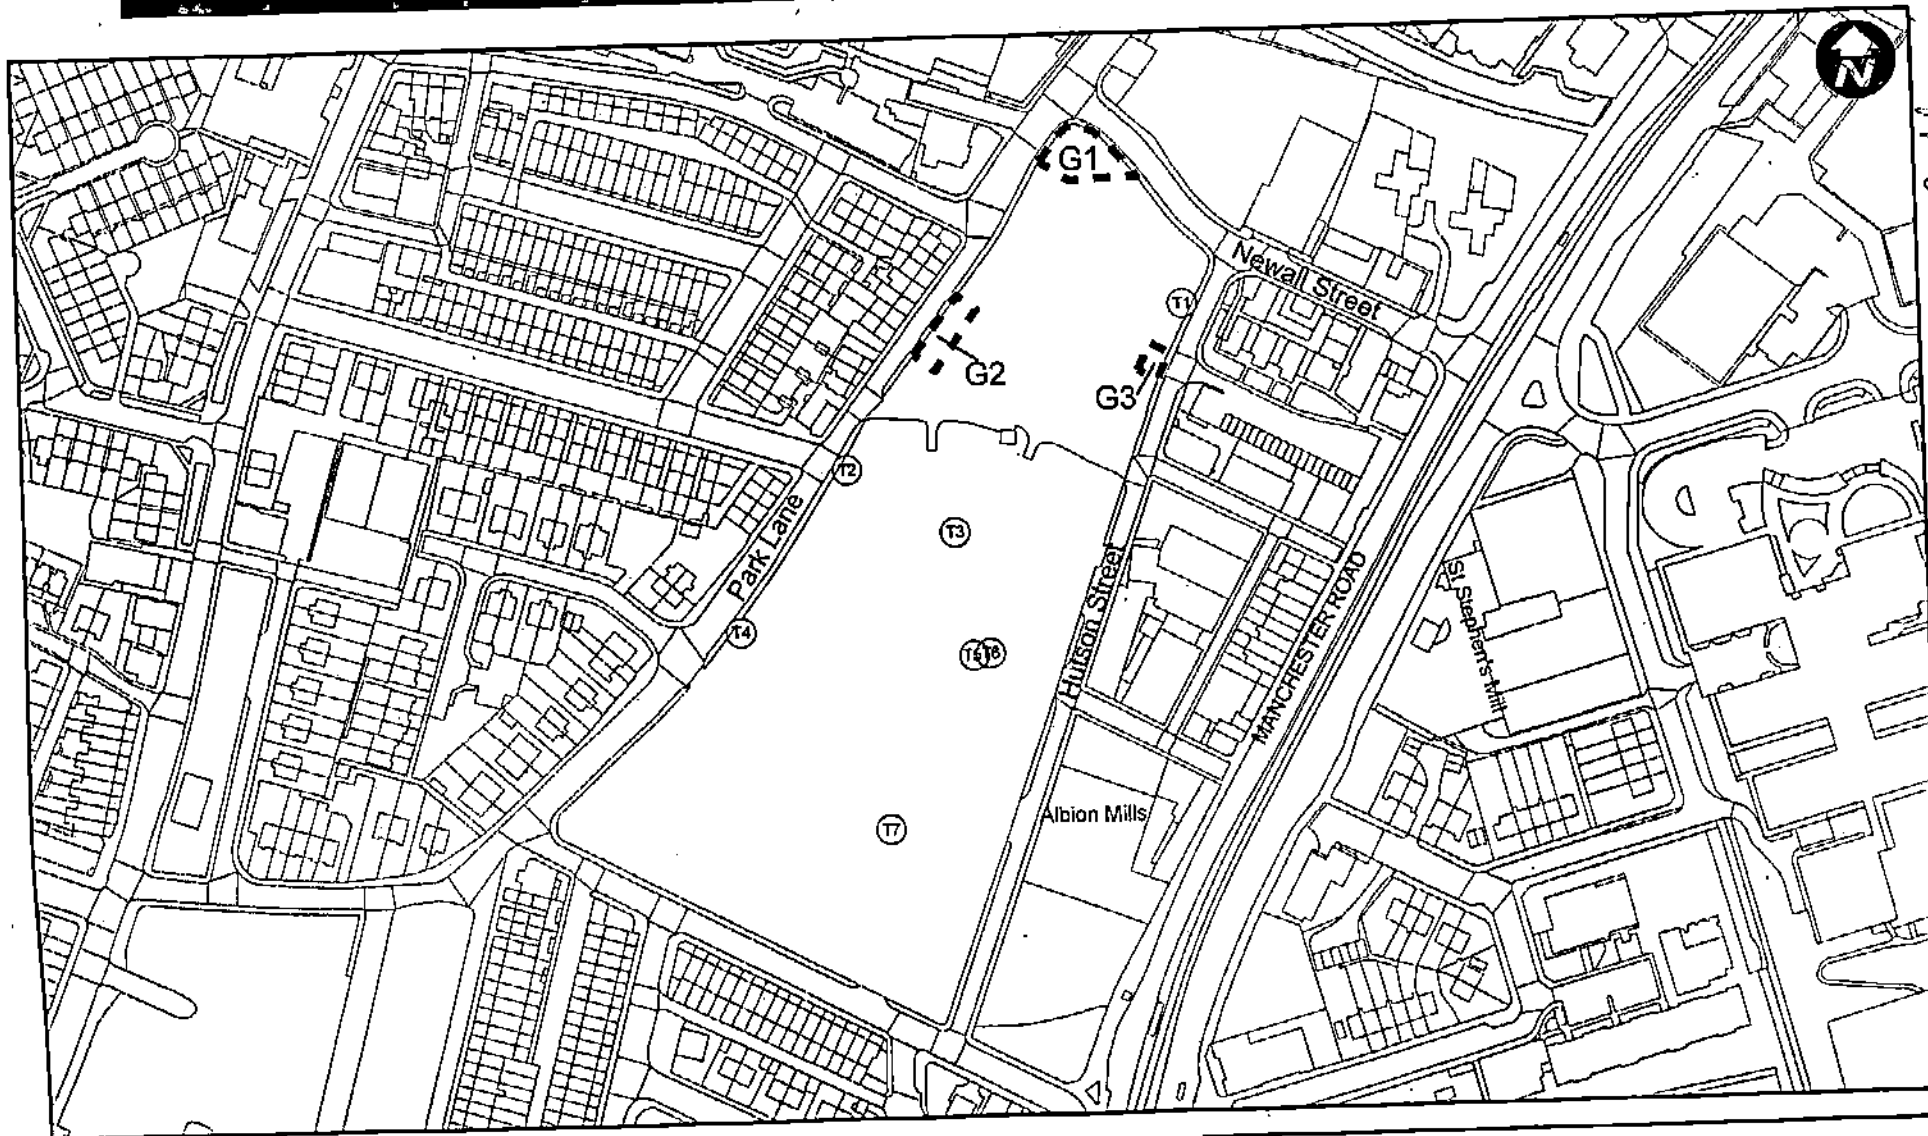 N
G1
Newall Street
T1
G2
G3
T2
T3
Park Lane
Hutson Street
MANCHESTER ROAD
St Stephen's Mill
T4
T5
T6
Albion Mills
T7